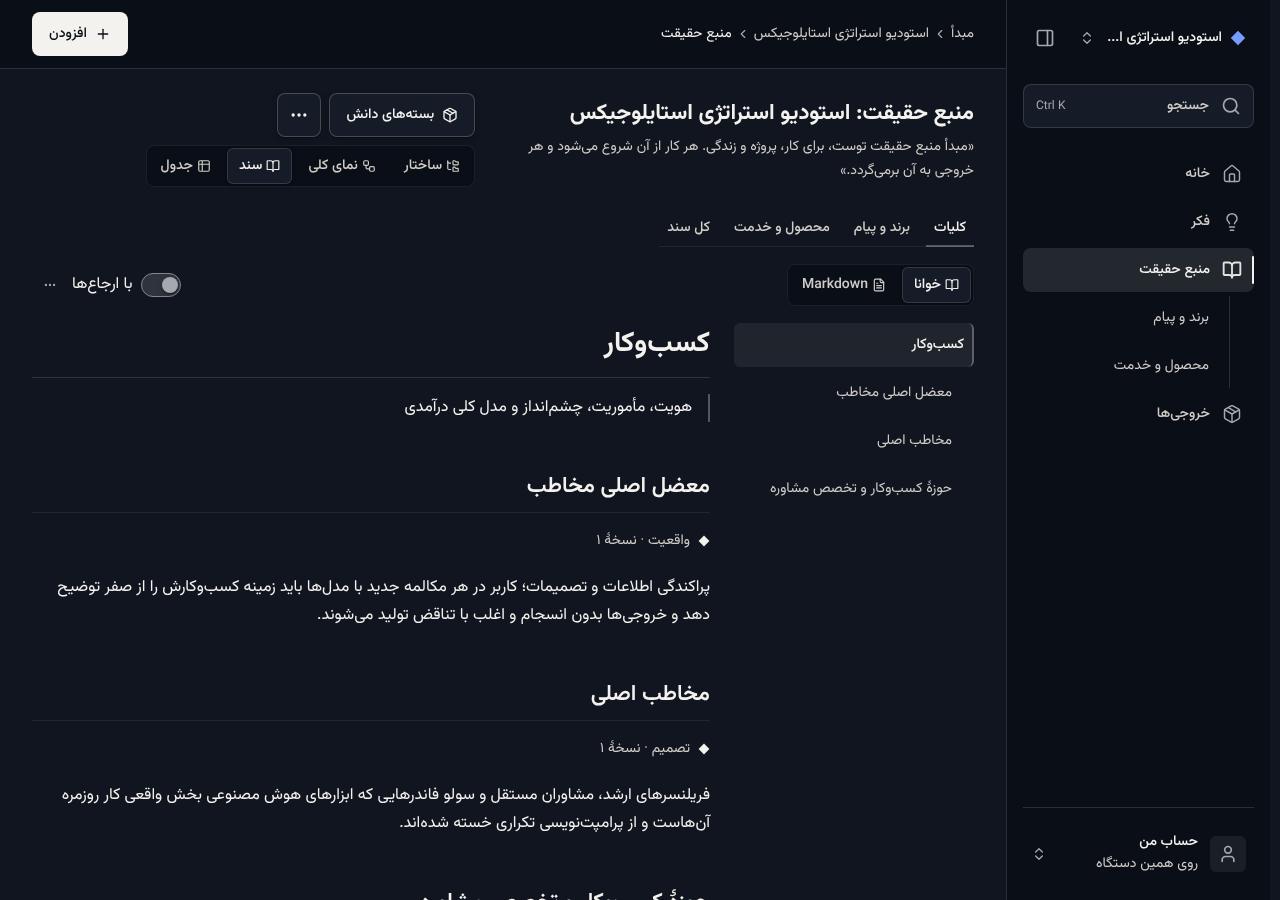 استودیو استراتژی ا...
جستجو
Ctrl K
خانه
فکر
منبع حقیقت
برند و پیام
محصول و خدمت
خروجی‌ها
حساب من
روی همین دستگاه
مبدأ › استودیو استراتژی استایلوجیکس › منبع حقیقت
افزودن
منبع حقیقت: استودیو استراتژی استایلوجیکس
«مبدأ منبع حقیقت توست، برای کار، پروژه و زندگی. هر کار از آن شروع می‌شود و هر
خروجی به آن برمی‌گردد.»
بسته‌های دانش
ساختار
نمای کلی
سند
جدول
کلیات
برند و پیام
محصول و خدمت
کل سند
خوانا
Markdown
با ارجاع‌ها
کسب‌وکار
معضل اصلی مخاطب
مخاطب اصلی
حوزهٔ کسب‌وکار و تخصص مشاوره
کسب‌وکار
هویت، مأموریت، چشم‌انداز و مدل کلی درآمدی
معضل اصلی مخاطب
واقعیت · نسخهٔ ۱
پراکندگی اطلاعات و تصمیمات؛ کاربر در هر مکالمه جدید با مدل‌ها باید زمینه کسب‌وکارش را از صفر توضیح
دهد و خروجی‌ها بدون انسجام و اغلب با تناقض تولید می‌شوند.
مخاطب اصلی
تصمیم · نسخهٔ ۱
فریلنسرهای ارشد، مشاوران مستقل و سولو فاندرهایی که ابزارهای هوش مصنوعی بخش واقعی کار روزمره
آن‌هاست و از پرامپت‌نویسی تکراری خسته شده‌اند.
حوزهٔ کسب‌وکار و تخصص مشاوره